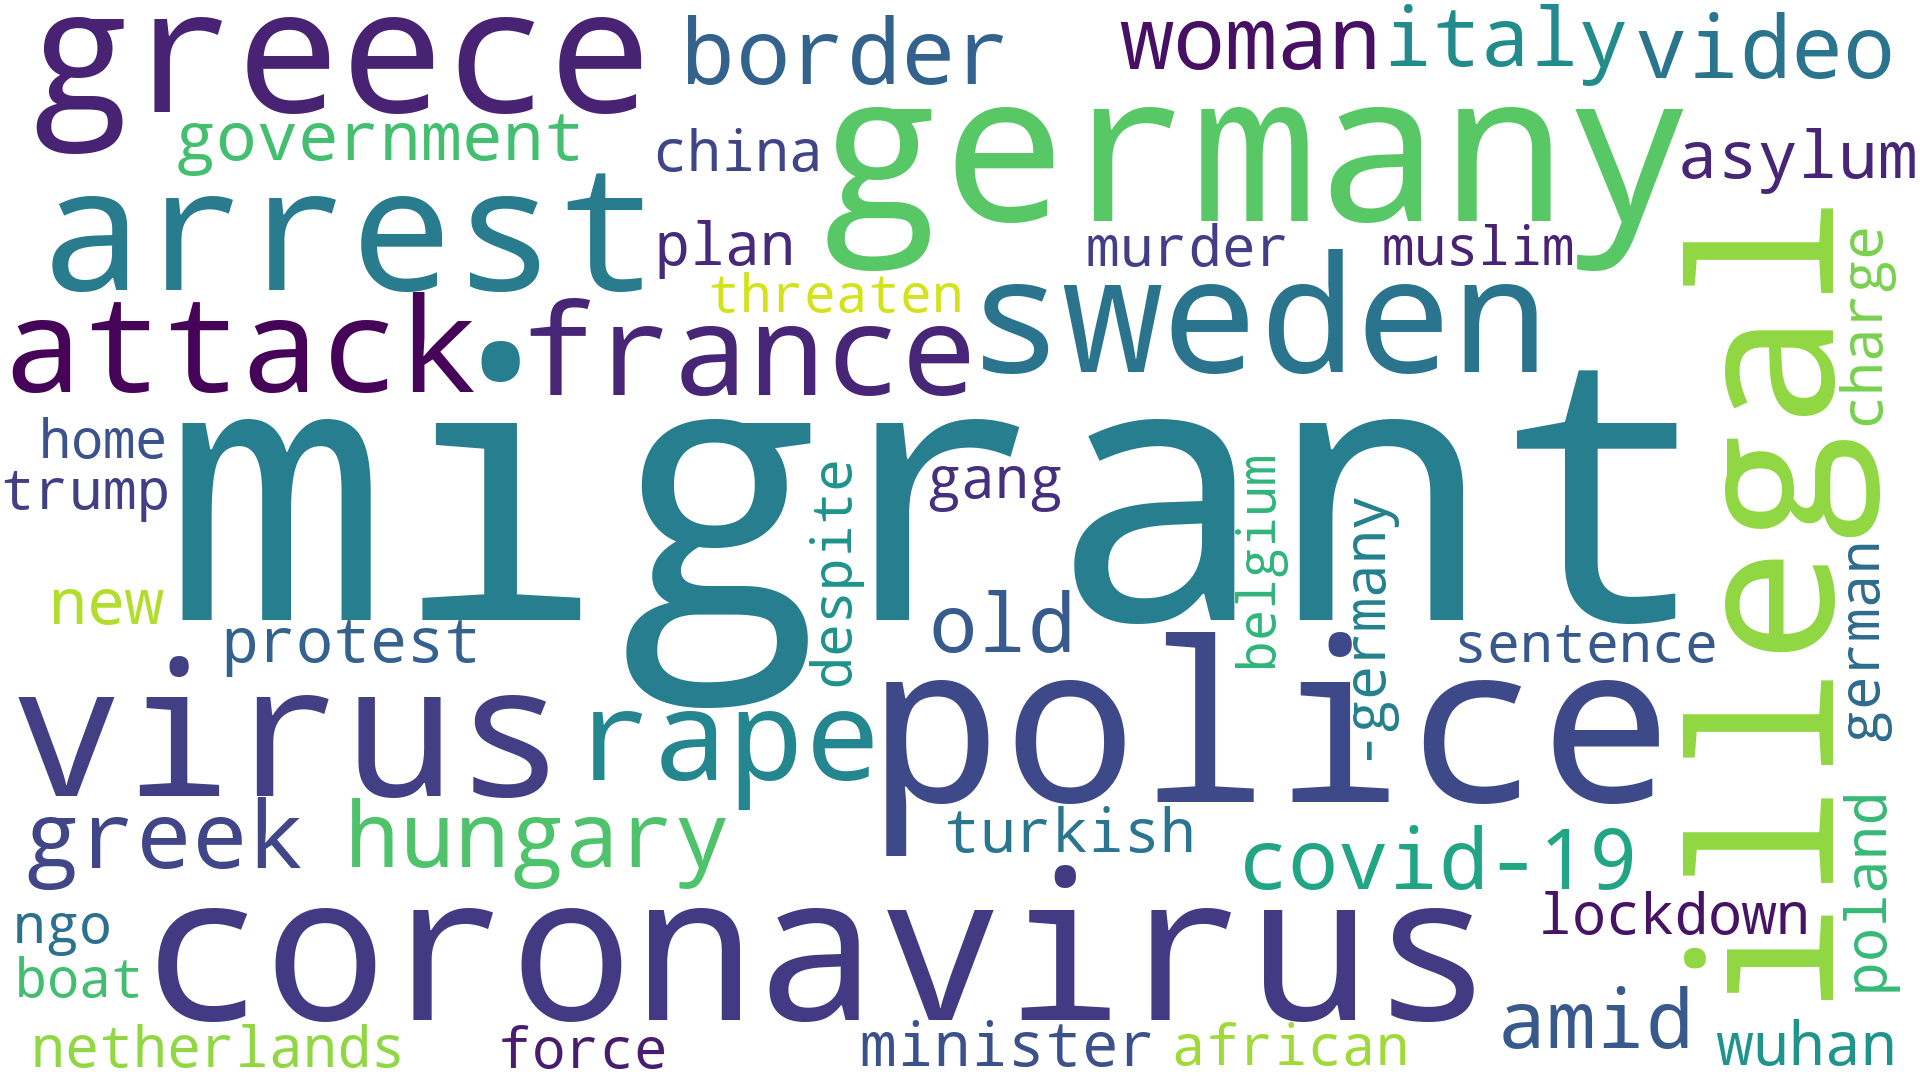 greece
border
woman
italy
video
government
china
germany
asylum
arrest
plan
murder
muslim
threaten
attack
france
sweden
illegal
charge
home
trump
migrant
despite
gang
belgium
-germany
german
new
protest
old
sentence
virus
rape
police
greek
hungary
turkish
covid-19
poland
ngo
boat
coronavirus
lockdown
netherlands
force
minister
african
amid
wuhan